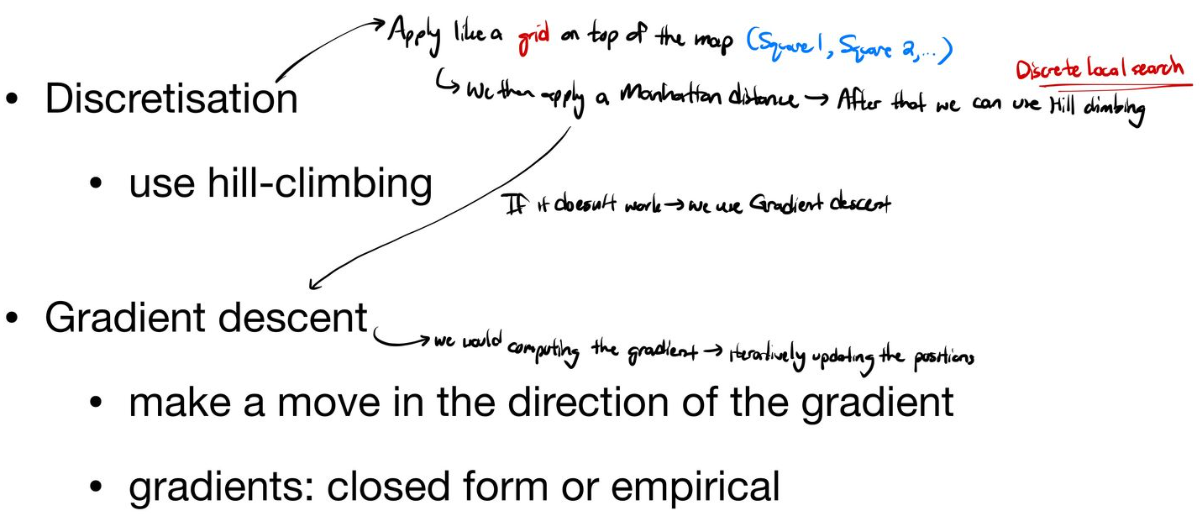 Apply like a grid on top of the map (Square 1, Square 2,...)
Discrete local search
• Discretisation
↳ We then apply a Manhattan distance → After that we can use Hill climbing
• use hill-climbing
If it doesn't work → we use Gradient descent
• Gradient descent
→ we would computing the gradient → iteratively updating the positions
• make a move in the direction of the gradient
• gradients: closed form or empirical